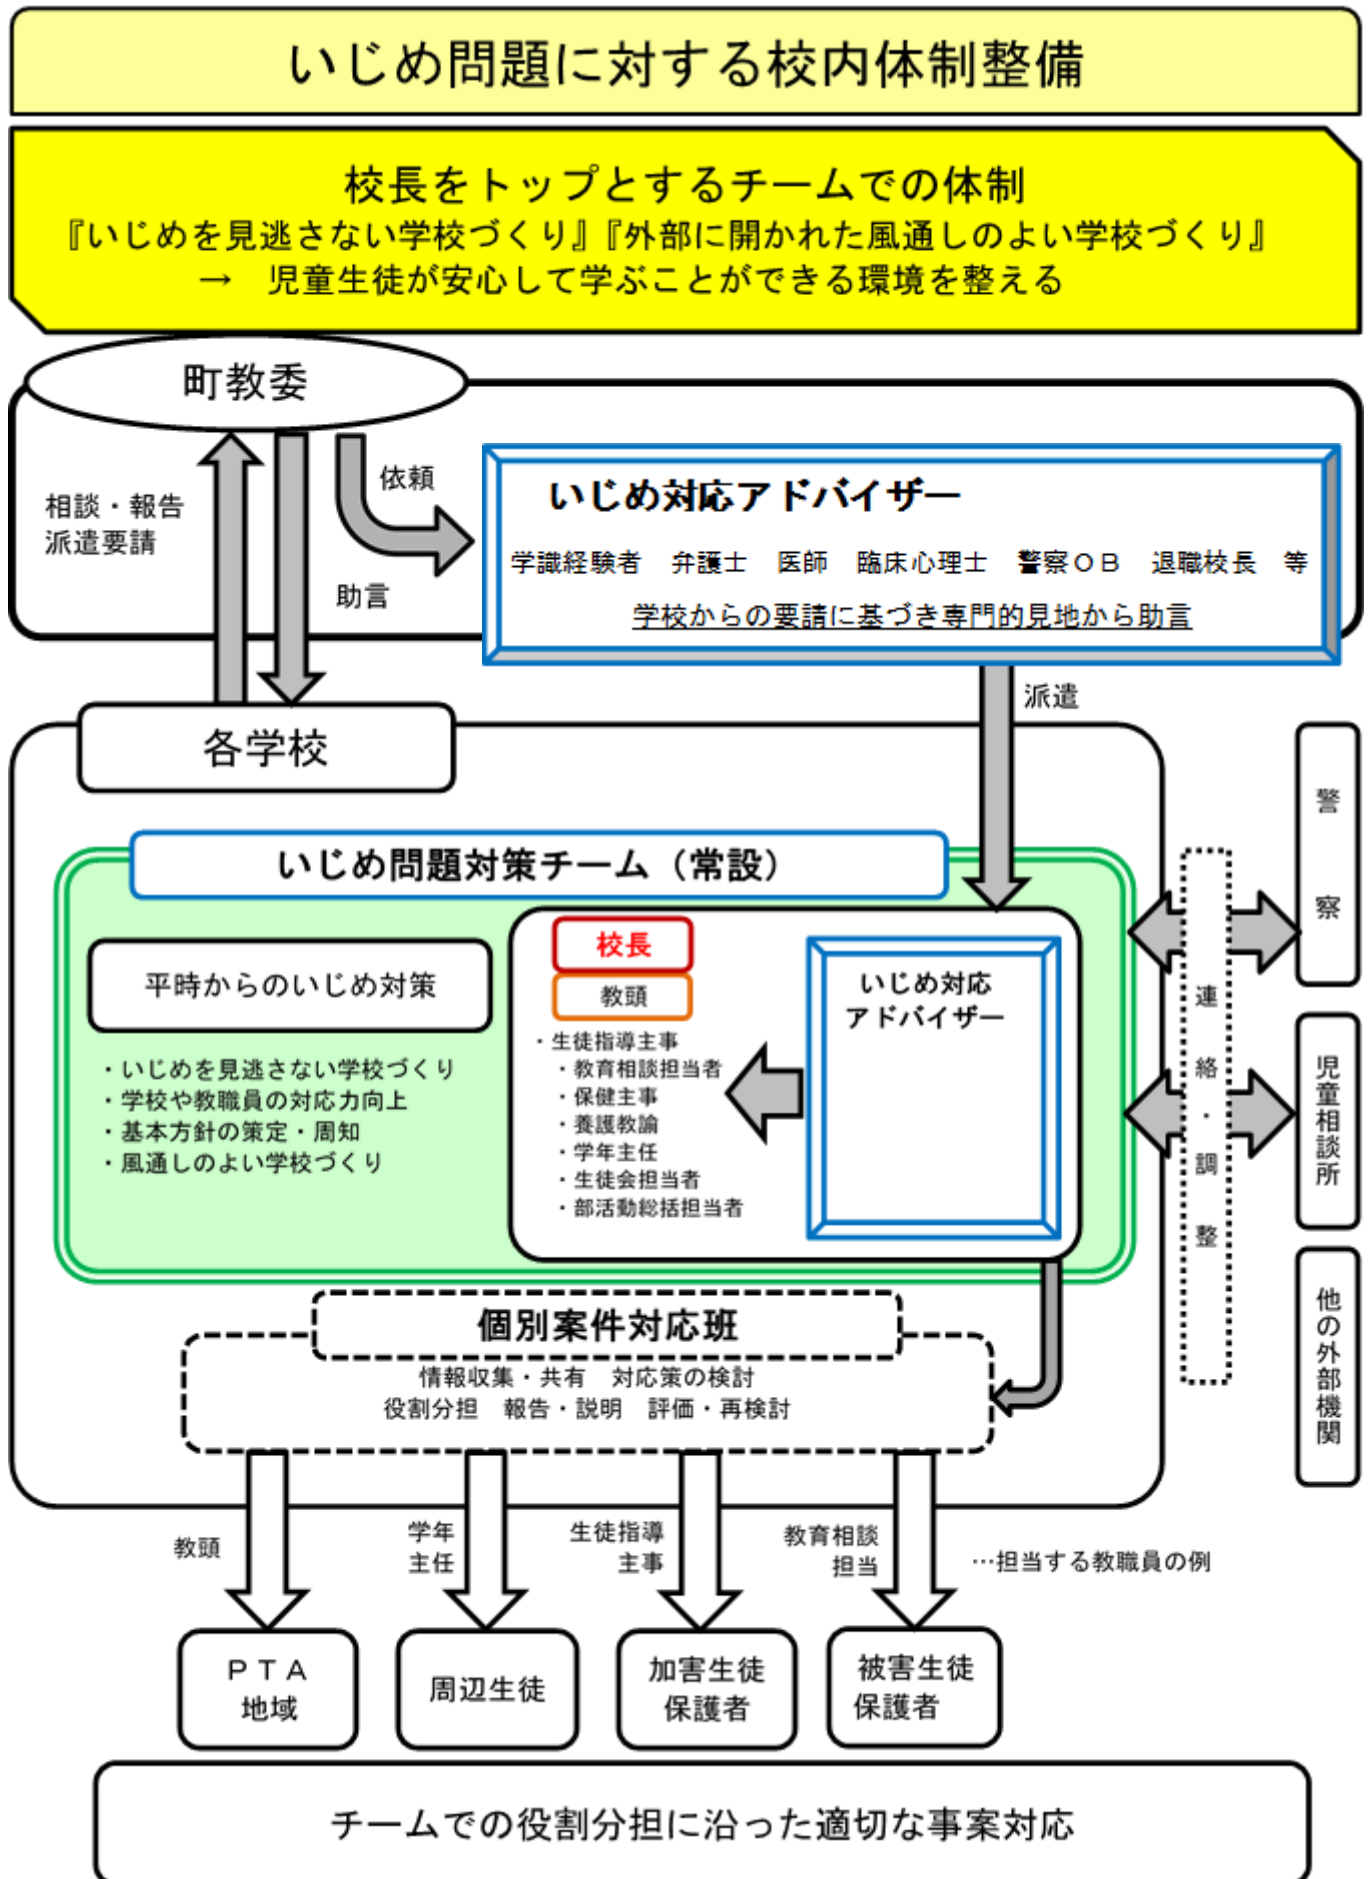 いじめ問題に対する校内体制整備
校長をトップとするチームでの体制
『いじめを見逃さない学校づくり』『外部に開かれた風通しのよい学校づくり』
→　児童生徒が安心して学ぶことができる環境を整える
町教委
相談・報告
派遣要請
助言
依頼
いじめ対応アドバイザー
学識経験者　弁護士　医師　臨床心理士　警察ＯＢ　退職校長　等
学校からの要請に基づき専門的見地から助言
派遣
各学校
いじめ問題対策チーム（常設）
平時からのいじめ対策
・いじめを見逃さない学校づくり
・学校や教職員の対応力向上
・基本方針の策定・周知
・風通しのよい学校づくり
校長
教頭
・生徒指導主事
・教育相談担当者
・保健主事
・養護教諭
・学年主任
・生徒会担当者
・部活動総括担当者
いじめ対応
アドバイザー
連絡・調整
警察
児童相談所
他の外部機関
個別案件対応班
情報収集・共有　対応策の検討
役割分担　報告・説明　評価・再検討
教頭
学年
主任
生徒指導
主事
教育相談
担当
…担当する教職員の例
ＰＴＡ
地域
周辺生徒
加害生徒
保護者
被害生徒
保護者
チームでの役割分担に沿った適切な事案対応